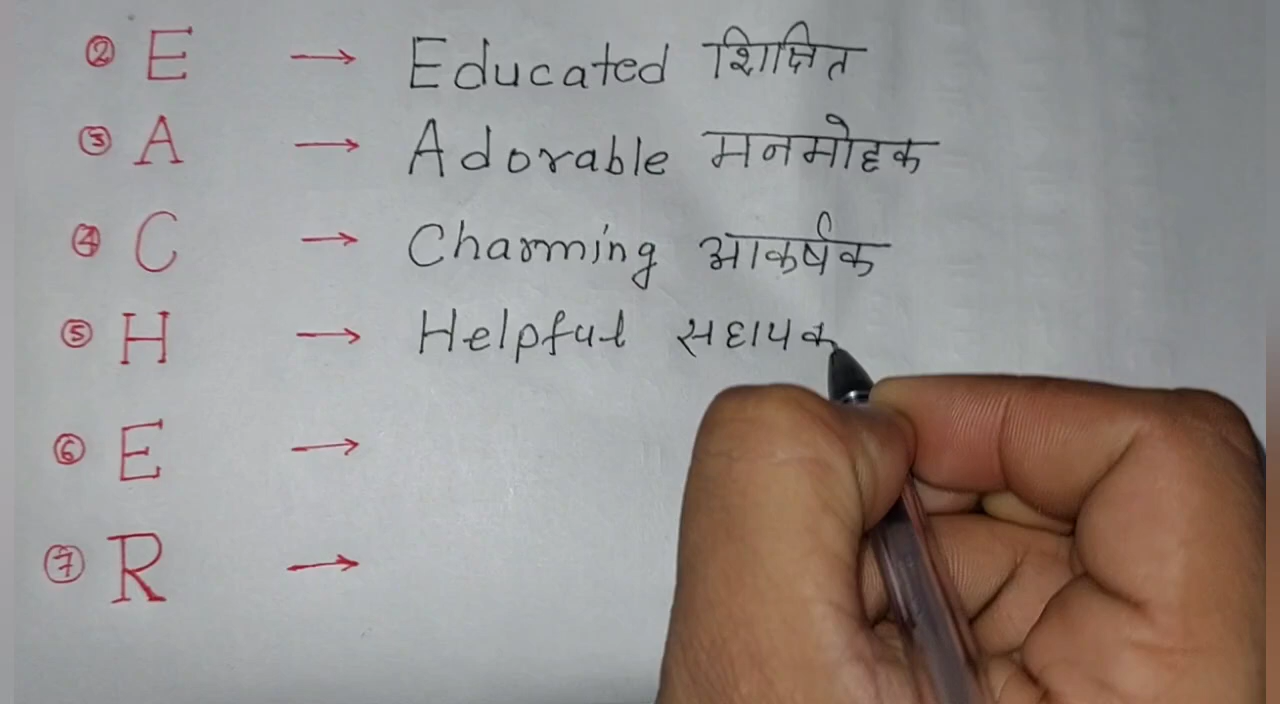 ② E → Educated शिक्षित
③ A → Adorable मनमोहक
④ C → Charming आकर्षक
⑤ H → Helpful सहायक
⑥ E →
⑦ R →